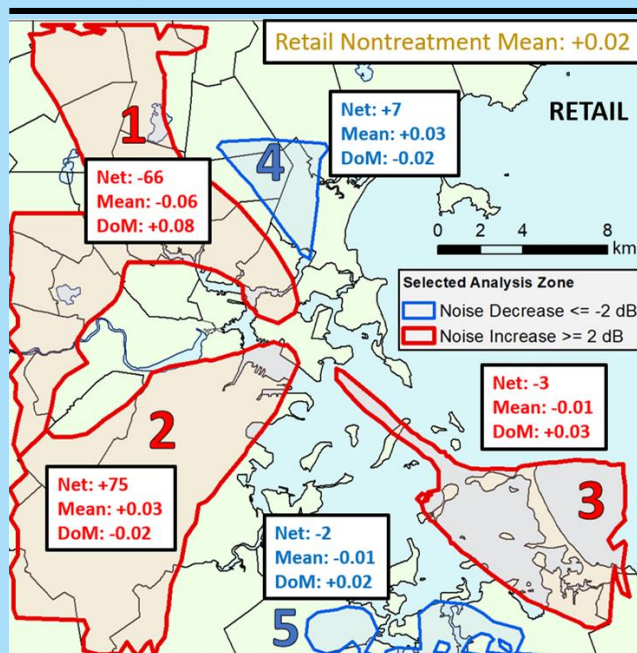 Retail Nontreatment Mean: +0.02
RETAIL
1
Net: -66
Mean: -0.06
DoM: +0.08
4
Net: +7
Mean: +0.03
DoM: -0.02
0 2 4 8
km
Selected Analysis Zone
Noise Decrease <= -2 dB
Noise Increase >= 2 dB
2
Net: +75
Mean: +0.03
DoM: -0.02
Net: -3
Mean: -0.01
DoM: +0.03
3
Net: -2
Mean: -0.01
DoM: +0.02
5